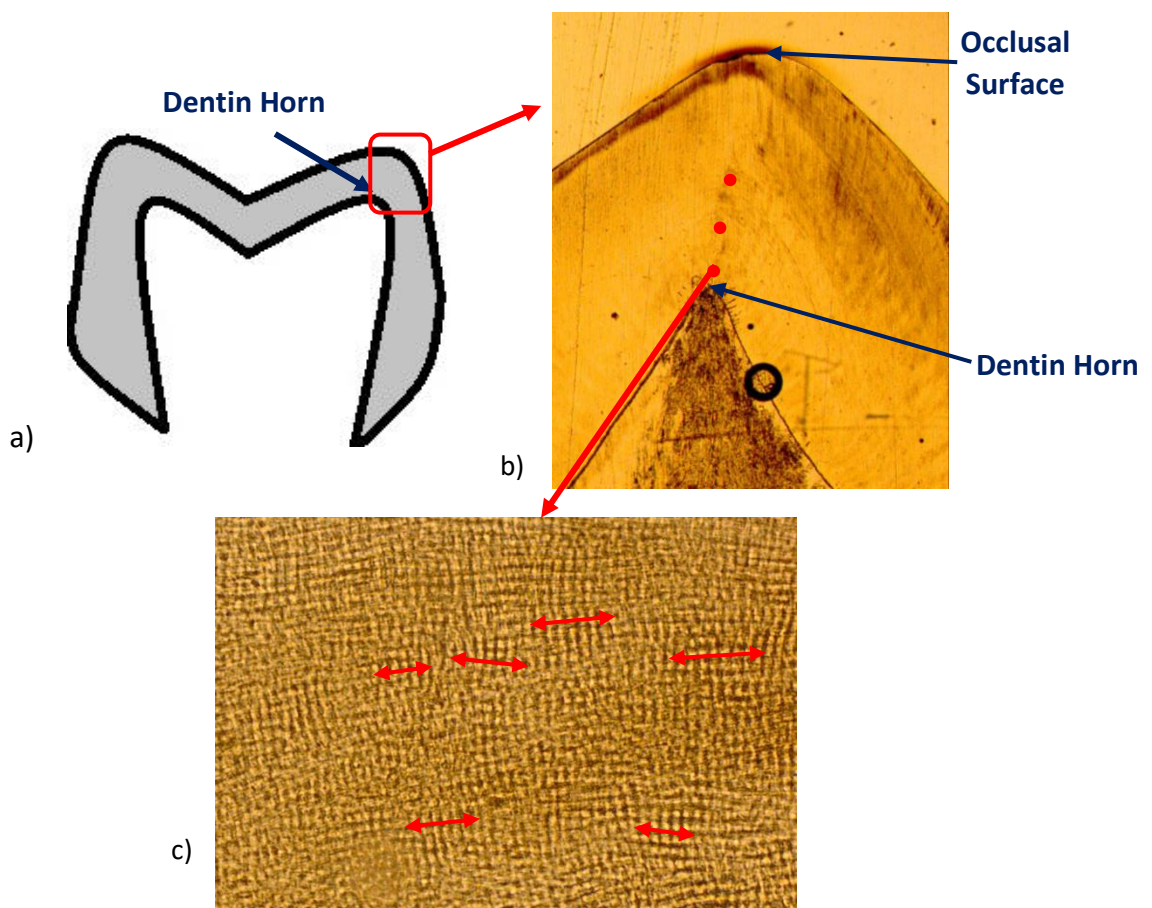 Occlusal
Surface
Dentin Horn
Dentin Horn
a)
b)
c)